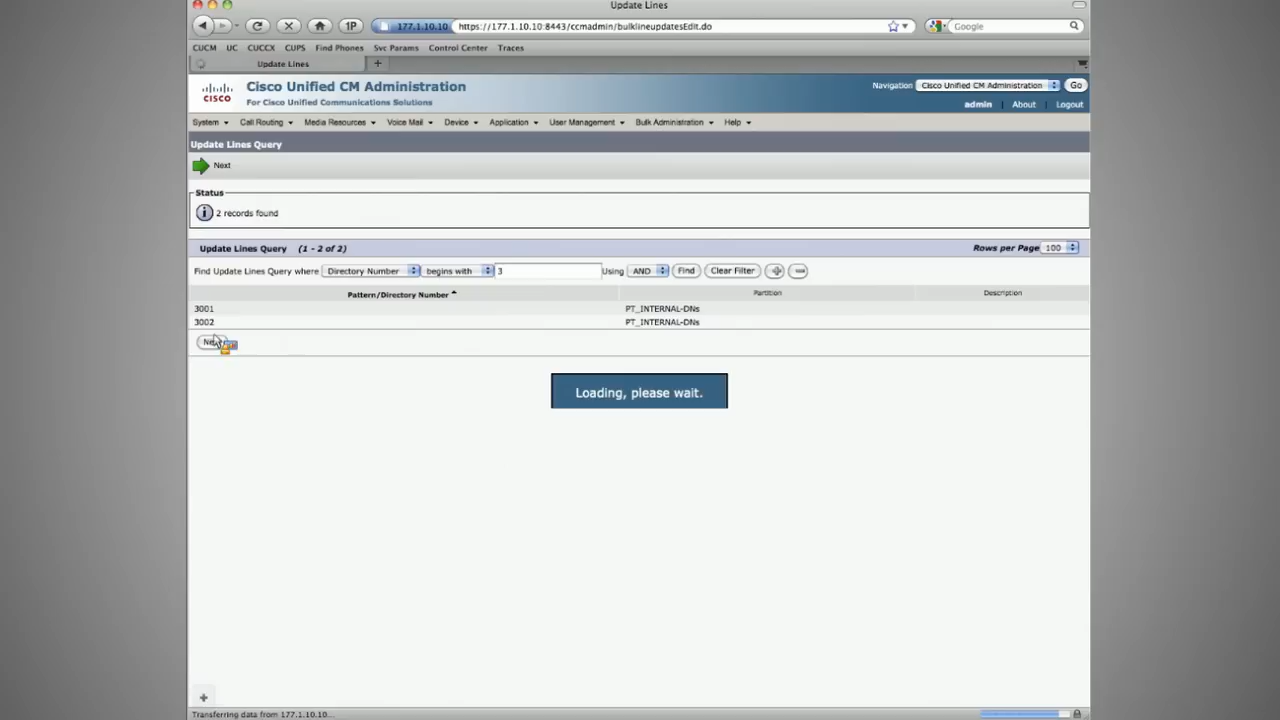 Update Lines
1P
177.1.10.10
https://177.1.10.10:8443/ccmadmin/bulklineupdatesEdit.do
Google
CUCM UC CUCCX CUPS Find Phones Svc Params Control Center Traces
Update Lines
+
cisco
Cisco Unified CM Administration
For Cisco Unified Communications Solutions
Navigation Cisco Unified CM Administration Go
admin | About | Logout
System Call Routing Media Resources Voice Mail Device Application User Management Bulk Administration Help
Update Lines Query
Next
Status
2 records found
Update Lines Query (1 - 2 of 2)
Rows per Page 100
Find Update Lines Query where Directory Number begins with 3 Using AND Find Clear Filter
Pattern/Directory Number Partition Description
3001 PT_INTERNAL-DNs
3002 PT_INTERNAL-DNs
Loading, please wait.
Transferring data from 177.1.10.10...